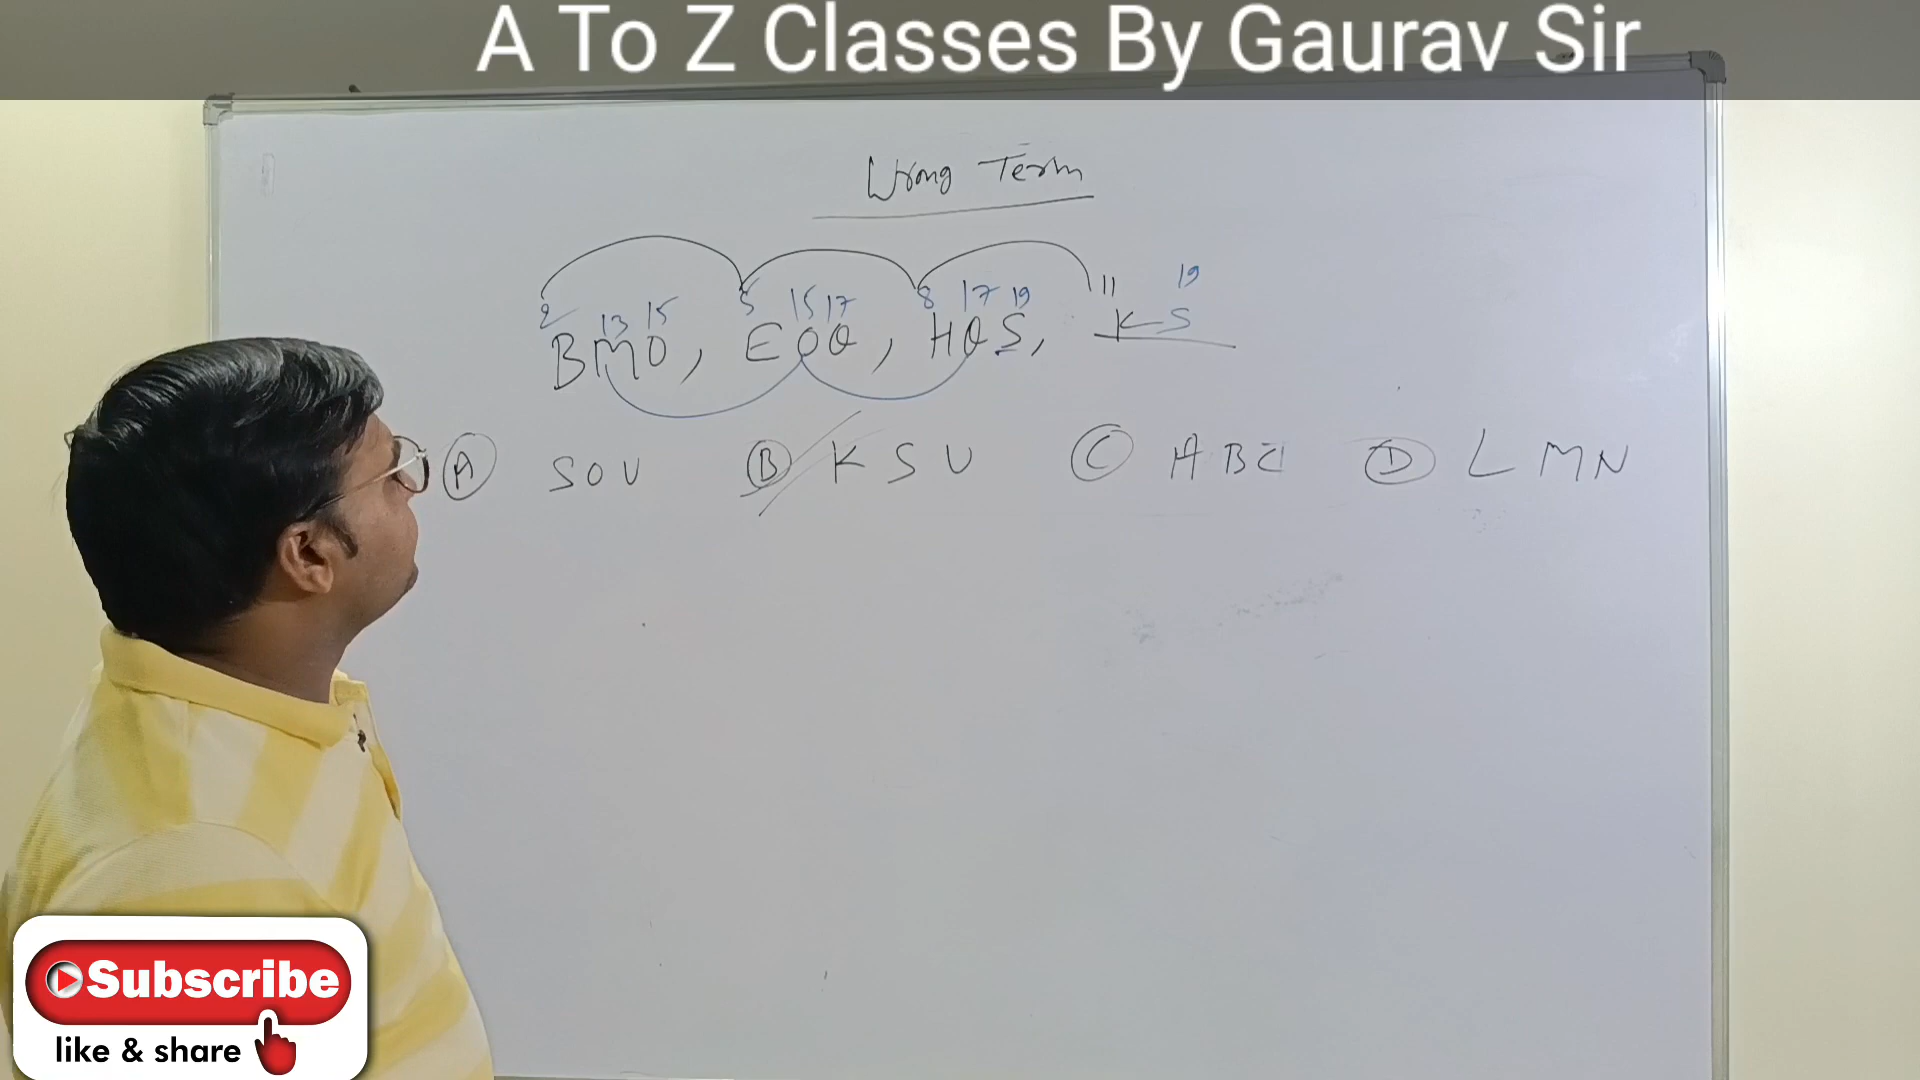 A To Z Classes By Gaurav Sir
Wrong Term
2 13 15 5 15 17 8 17 19 11 19
BMO, EOQ, HQS, KS
A SOU B KSU C ABC D LMN
Subscribe
like & share